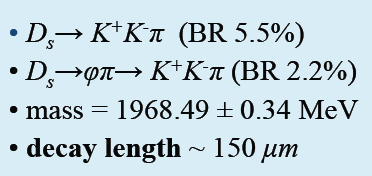 • Dₛ→ K⁺K⁻π (BR 5.5%)
• Dₛ→φπ→ K⁺K⁻π (BR 2.2%)
• mass = 1968.49 ± 0.34 MeV
• decay length ~ 150 μm